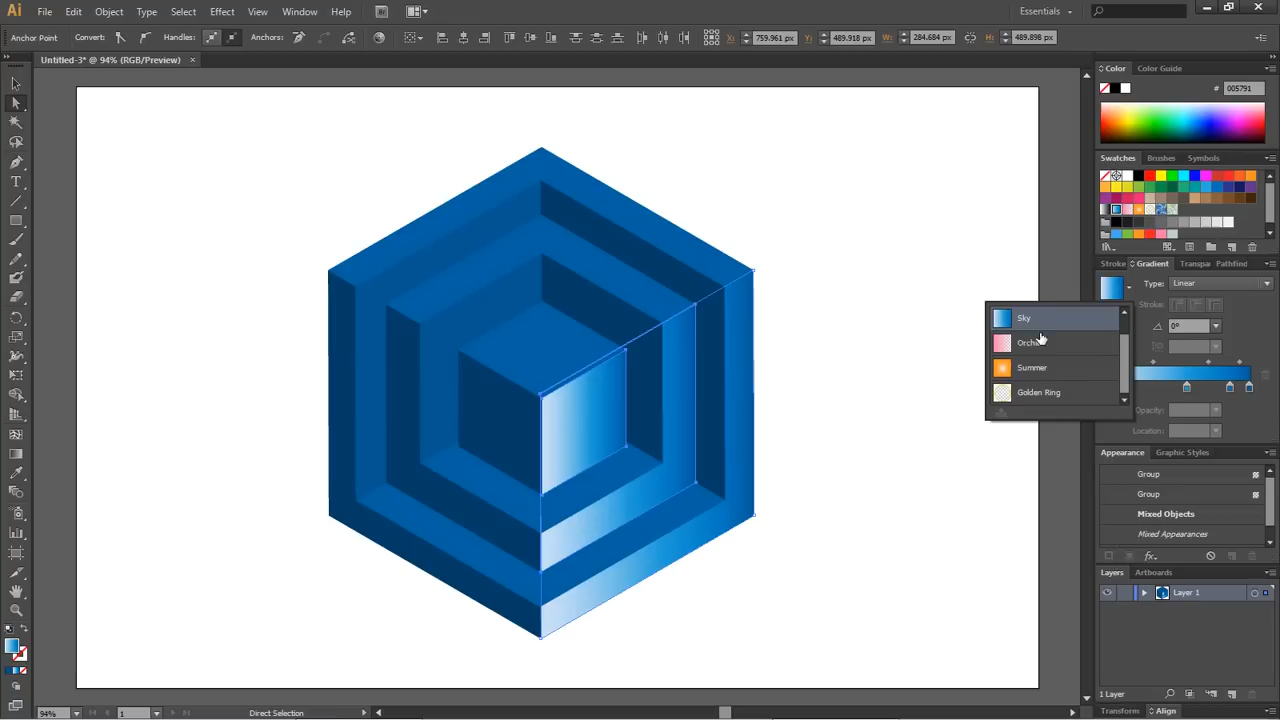 Ai File Edit Object Type Select Effect View Window Help Br Essentials
Anchor Point Convert: Handles: Anchors: X: 759.961 px Y: 489.918 px W: 284.684 px H: 489.898 px
Untitled-3* @ 94% (RGB/Preview) ×
Color Color Guide
# 005791
Swatches Brushes Symbols
Stroke Gradient Transpa Pathfind
Type: Linear
Stroke:
0°
Opacity:
Location:
Sky
Orchid
Summer
Golden Ring
Appearance Graphic Styles
Group
Group
Mixed Objects
Mixed Appearances
fx
Layers Artboards
Layer 1
1 Layer
Transform Align
94% 1 Direct Selection